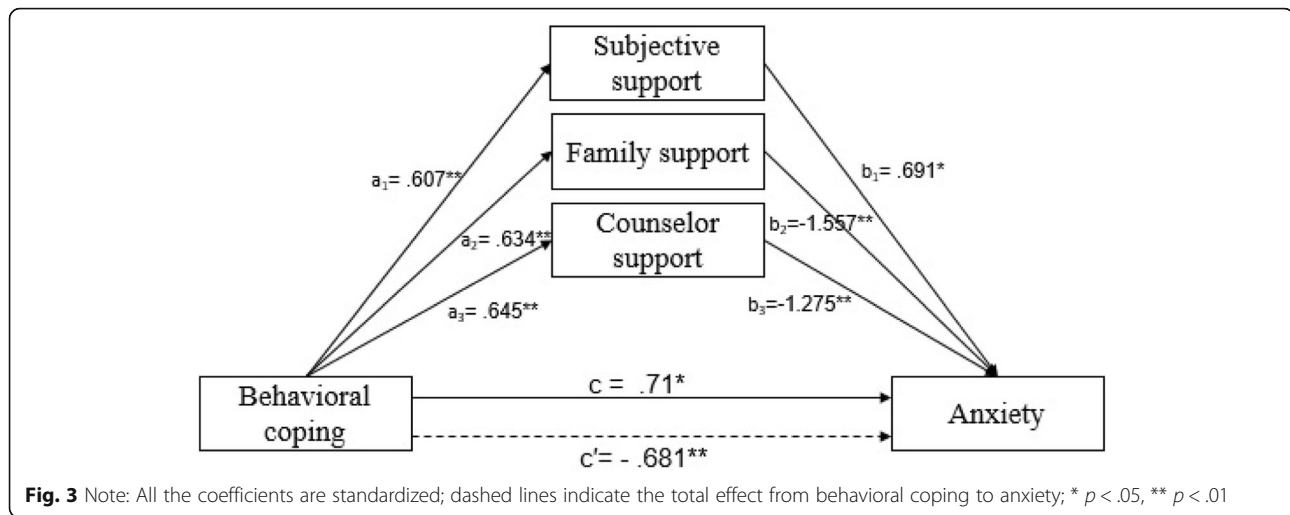 Subjective
support
Family support
a₁= .607**
b₁= .691*
Counselor
support
a₂= .634**
b₂=-1.557**
a₃= .645**
b₃=-1.275**
Behavioral
coping
c = .71*
Anxiety
c'= - .681**
Fig. 3 Note: All the coefficients are standardized; dashed lines indicate the total effect from behavioral coping to anxiety; * p < .05, ** p < .01